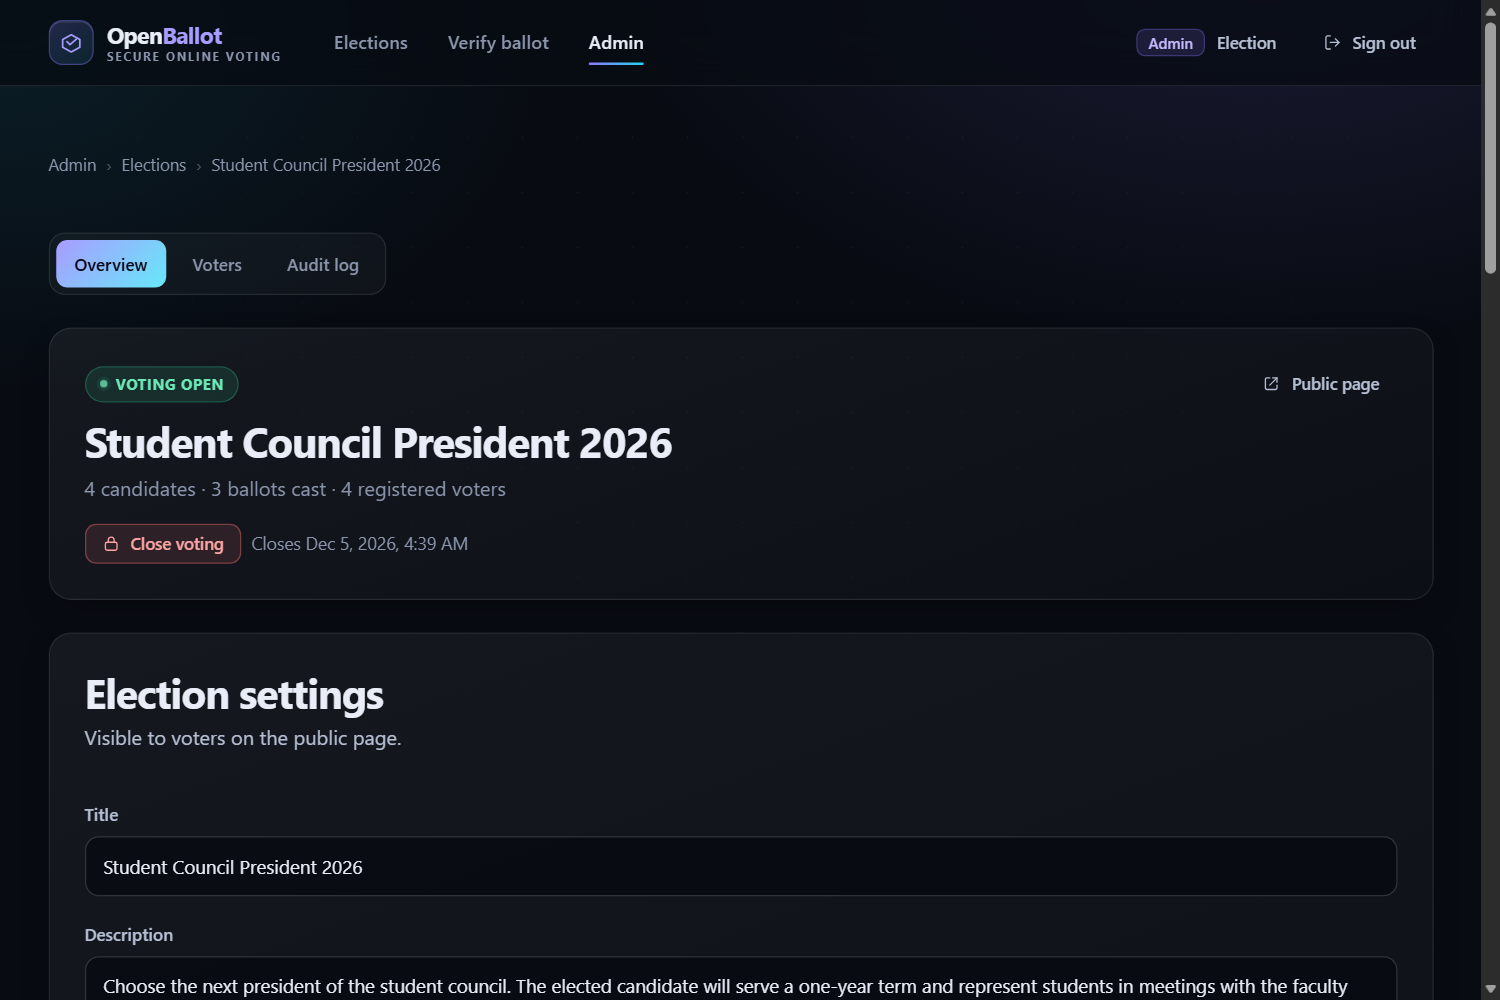 OpenBallot
SECURE ONLINE VOTING
Elections
Verify ballot
Admin
Admin
Election
Sign out
Admin › Elections › Student Council President 2026
Overview
Voters
Audit log
VOTING OPEN
Public page
Student Council President 2026
4 candidates · 3 ballots cast · 4 registered voters
Close voting
Closes Dec 5, 2026, 4:39 AM
Election settings
Visible to voters on the public page.
Title
Student Council President 2026
Description
Choose the next president of the student council. The elected candidate will serve a one-year term and represent students in meetings with the faculty